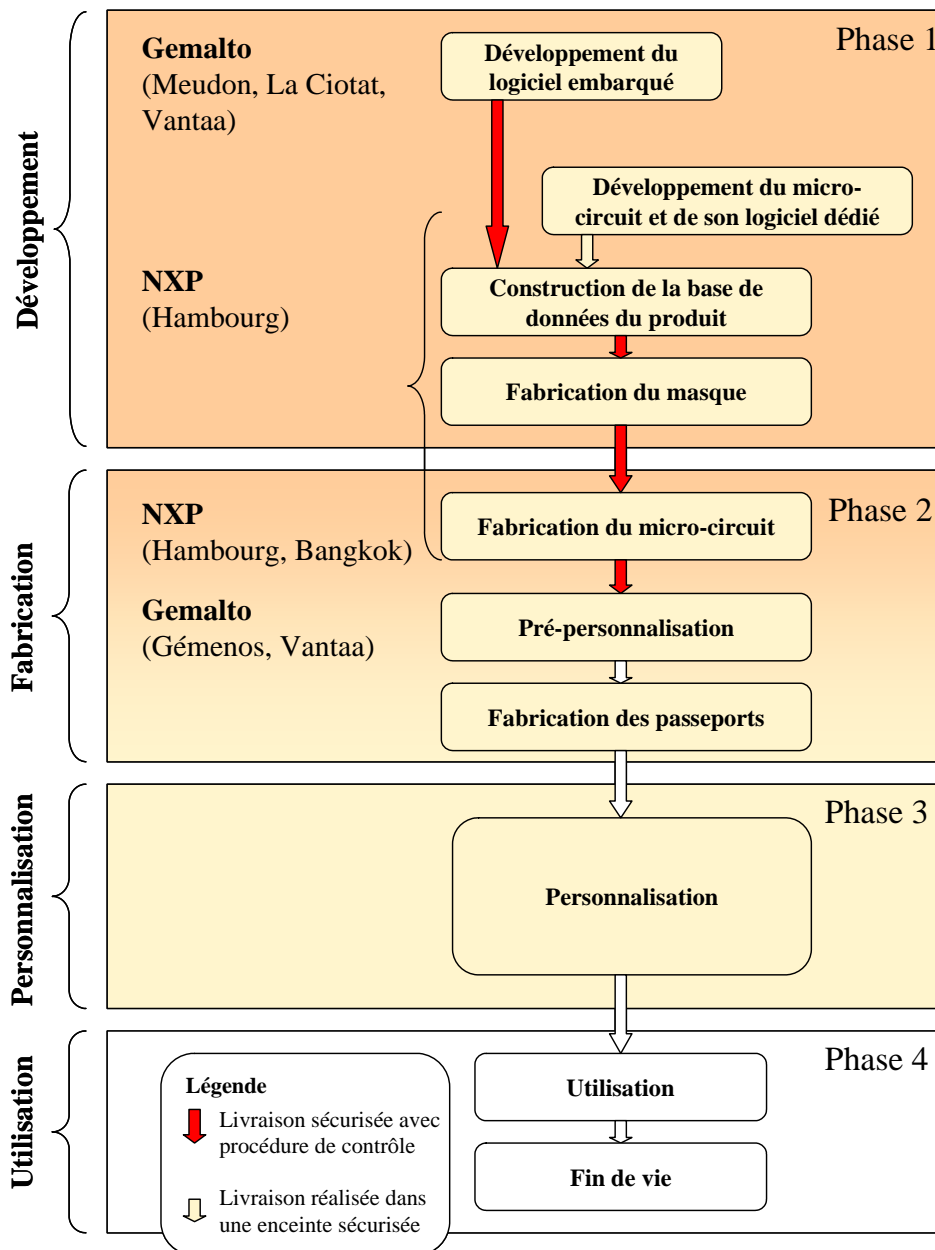 Développement
Phase 1
Gemalto
(Meudon, La Ciotat,
Vantaa)
Développement du
logiciel embarqué
Développement du micro-
circuit et de son logiciel dédié
NXP
(Hambourg)
Construction de la base de
données du produit
Fabrication du masque
Fabrication
Phase 2
NXP
(Hambourg, Bangkok)
Fabrication du micro-circuit
Gemalto
(Gémenos, Vantaa)
Pré-personnalisation
Fabrication des passeports
Personnalisation
Phase 3
Personnalisation
Utilisation
Phase 4
Utilisation
Fin de vie
Légende
Livraison sécurisée avec
procédure de contrôle
Livraison réalisée dans
une enceinte sécurisée